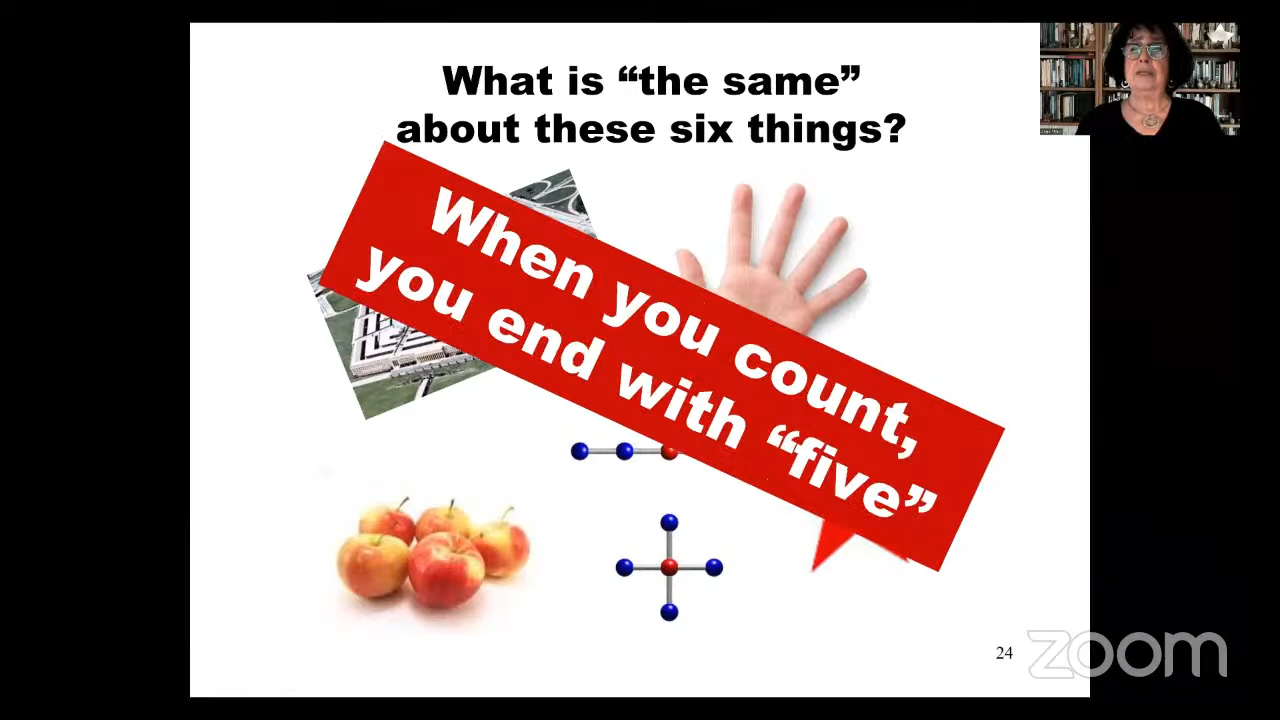 What is “the same”
about these six things?
When you count,
you end with “five”
24
zoom